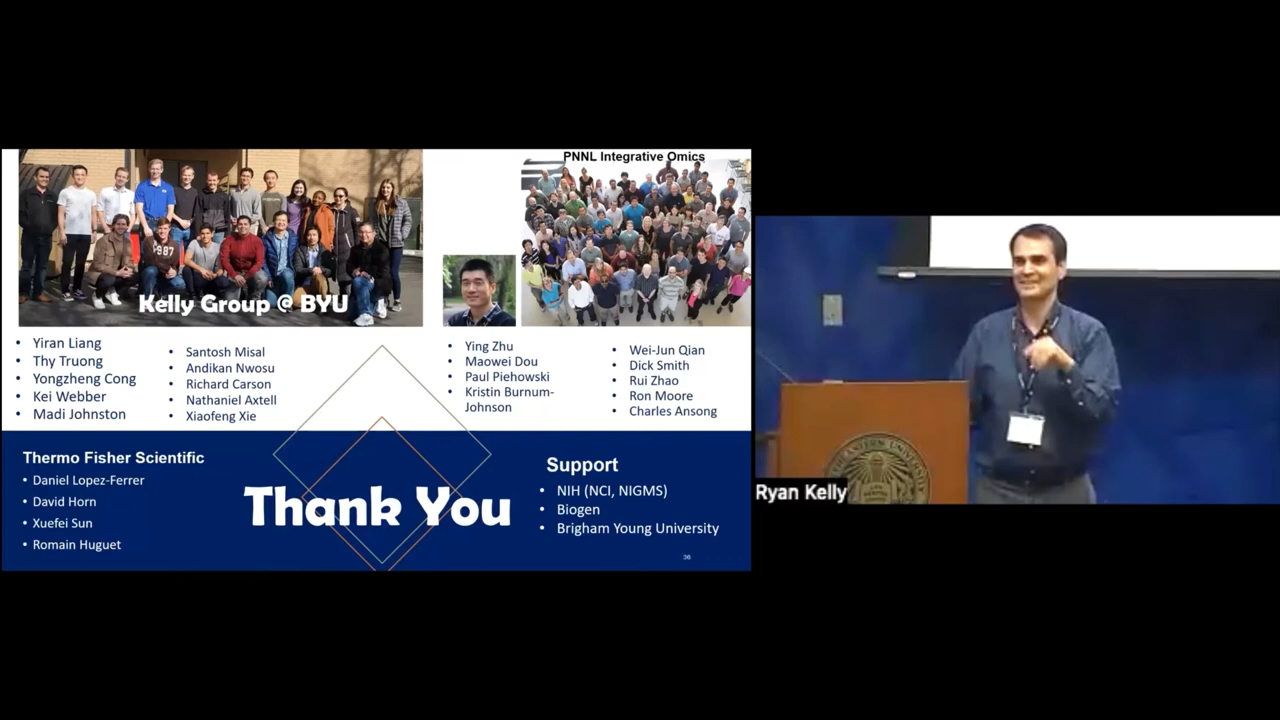 PNNL Integrative Omics
Kelly Group @ BYU
• Yiran Liang
• Thy Truong
• Yongzheng Cong
• Kei Webber
• Madi Johnston
• Santosh Misal
• Andikan Nwosu
• Richard Carson
• Nathaniel Axtell
• Xiaofeng Xie
• Ying Zhu
• Maowei Dou
• Paul Piehowski
• Kristin Burnum-
Johnson
• Wei-Jun Qian
• Dick Smith
• Rui Zhao
• Ron Moore
• Charles Ansong
Thermo Fisher Scientific
• Daniel Lopez-Ferrer
• David Horn
• Xuefei Sun
• Romain Huguet
Thank You
Support
• NIH (NCI, NIGMS)
• Biogen
• Brigham Young University
36
Ryan Kelly